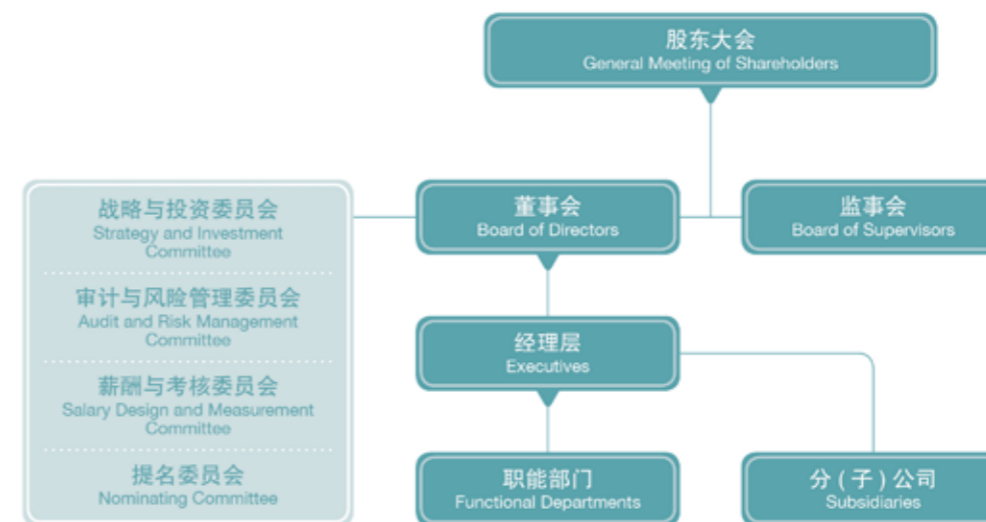 股东大会
General Meeting of Shareholders
战略与投资委员会
Strategy and Investment
Committee
审计与风险管理委员会
Audit and Risk Management
Committee
薪酬与考核委员会
Salary Design and Measurement
Committee
提名委员会
Nominating Committee
董事会
Board of Directors
监事会
Board of Supervisors
经理层
Executives
职能部门
Functional Departments
分 ( 子 ) 公司
Subsidiaries